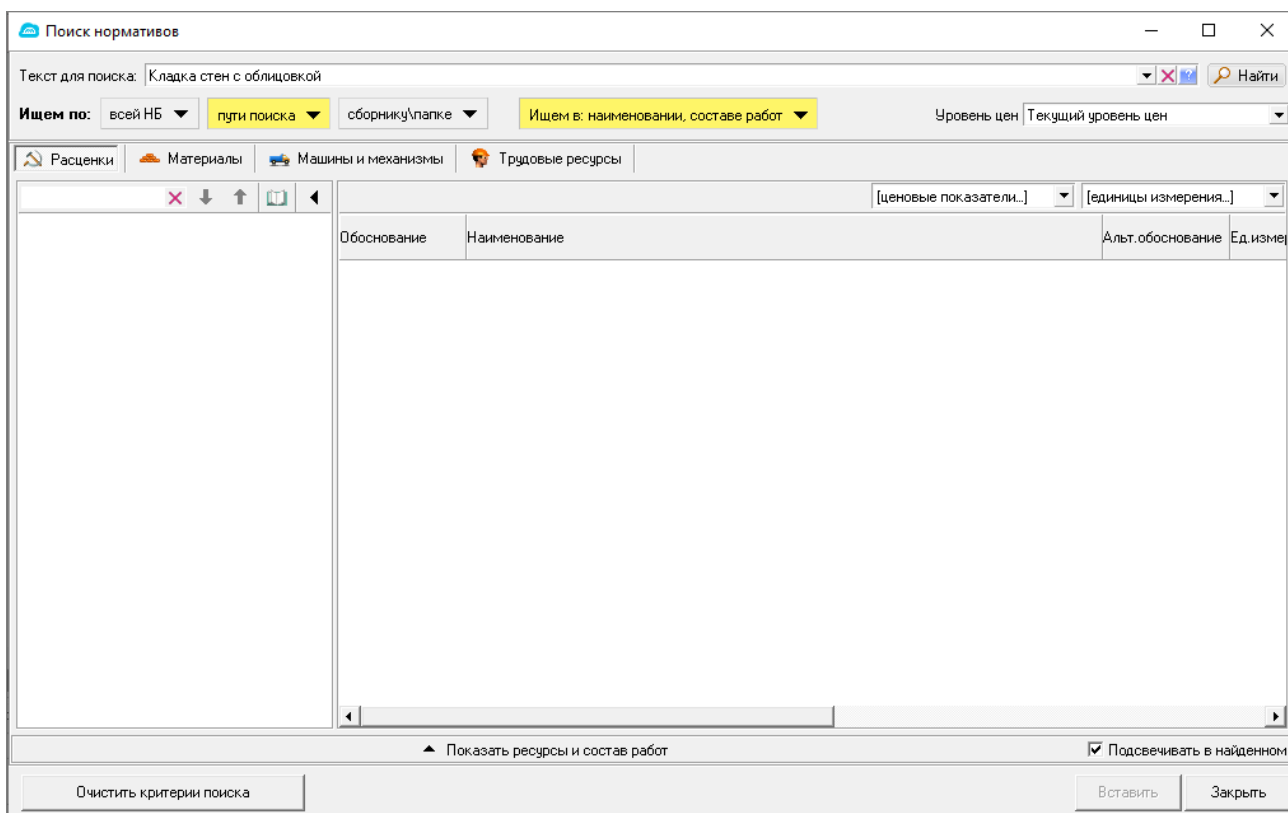 Поиск нормативов
Текст для поиска: Кладка стен с облицовкой Найти
Ищем по: всей НБ пути поиска сборнику\папке Ищем в: наименовании, составе работ Уровень цен Текущий уровень цен
Расценки Материалы Машины и механизмы Трудовые ресурсы
[ценовые показатели...] [единицы измерения...]
Обоснование Наименование Альт.обоснование Ед.изме
Показать ресурсы и состав работ Подсвечивать в найденном
Очистить критерии поиска Вставить Закрыть